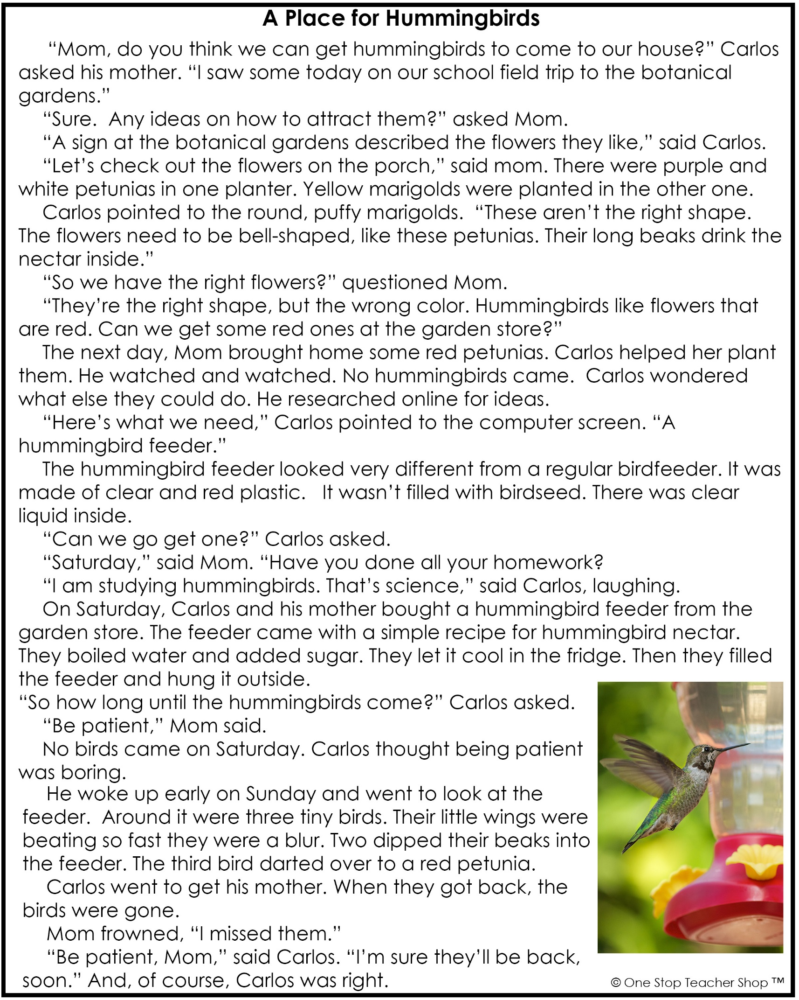 A Place for Hummingbirds
“Mom, do you think we can get hummingbirds to come to our house?” Carlos
asked his mother. “I saw some today on our school field trip to the botanical
gardens.”
“Sure.  Any ideas on how to attract them?” asked Mom.
“A sign at the botanical gardens described the flowers they like,” said Carlos.
“Let’s check out the flowers on the porch,” said mom. There were purple and
white petunias in one planter. Yellow marigolds were planted in the other one.
Carlos pointed to the round, puffy marigolds.  “These aren’t the right shape.
The flowers need to be bell-shaped, like these petunias. Their long beaks drink the
nectar inside.”
“So we have the right flowers?” questioned Mom.
“They’re the right shape, but the wrong color. Hummingbirds like flowers that
are red. Can we get some red ones at the garden store?”
The next day, Mom brought home some red petunias. Carlos helped her plant
them. He watched and watched. No hummingbirds came.  Carlos wondered
what else they could do. He researched online for ideas.
“Here’s what we need,” Carlos pointed to the computer screen. “A
hummingbird feeder.”
The hummingbird feeder looked very different from a regular birdfeeder. It was
made of clear and red plastic.   It wasn’t filled with birdseed. There was clear
liquid inside.
“Can we go get one?” Carlos asked.
“Saturday,” said Mom. “Have you done all your homework?
“I am studying hummingbirds. That’s science,” said Carlos, laughing.
On Saturday, Carlos and his mother bought a hummingbird feeder from the
garden store. The feeder came with a simple recipe for hummingbird nectar.
They boiled water and added sugar. They let it cool in the fridge. Then they filled
the feeder and hung it outside.
“So how long until the hummingbirds come?” Carlos asked.
“Be patient,” Mom said.
No birds came on Saturday. Carlos thought being patient
was boring.
He woke up early on Sunday and went to look at the
feeder.  Around it were three tiny birds. Their little wings were
beating so fast they were a blur. Two dipped their beaks into
the feeder. The third bird darted over to a red petunia.
Carlos went to get his mother. When they got back, the
birds were gone.
Mom frowned, “I missed them.”
“Be patient, Mom,” said Carlos. “I’m sure they’ll be back,
soon.” And, of course, Carlos was right.
© One Stop Teacher Shop ™